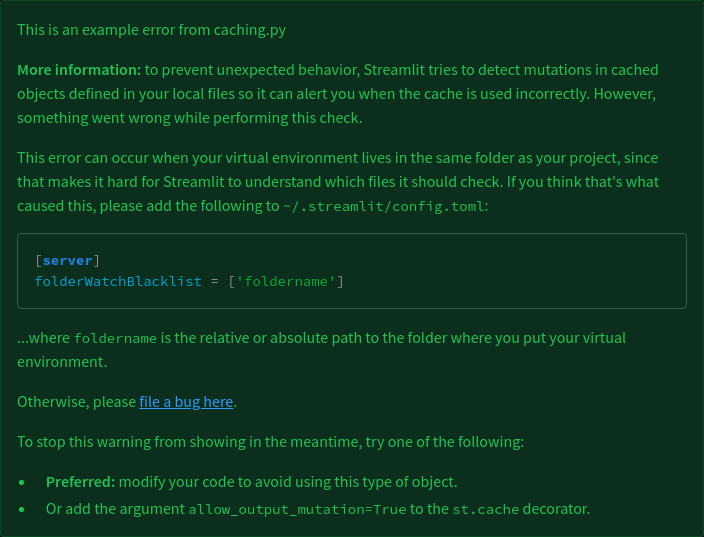 This is an example error from caching.py
More information: to prevent unexpected behavior, Streamlit tries to detect mutations in cached
objects defined in your local files so it can alert you when the cache is used incorrectly. However,
something went wrong while performing this check.
This error can occur when your virtual environment lives in the same folder as your project, since
that makes it hard for Streamlit to understand which files it should check. If you think that's what
caused this, please add the following to ~/.streamlit/config.toml:
[server]
folderWatchBlacklist = ['foldername']
...where foldername is the relative or absolute path to the folder where you put your virtual
environment.
Otherwise, please file a bug here.
To stop this warning from showing in the meantime, try one of the following:
• Preferred: modify your code to avoid using this type of object.
• Or add the argument allow_output_mutation=True to the st.cache decorator.